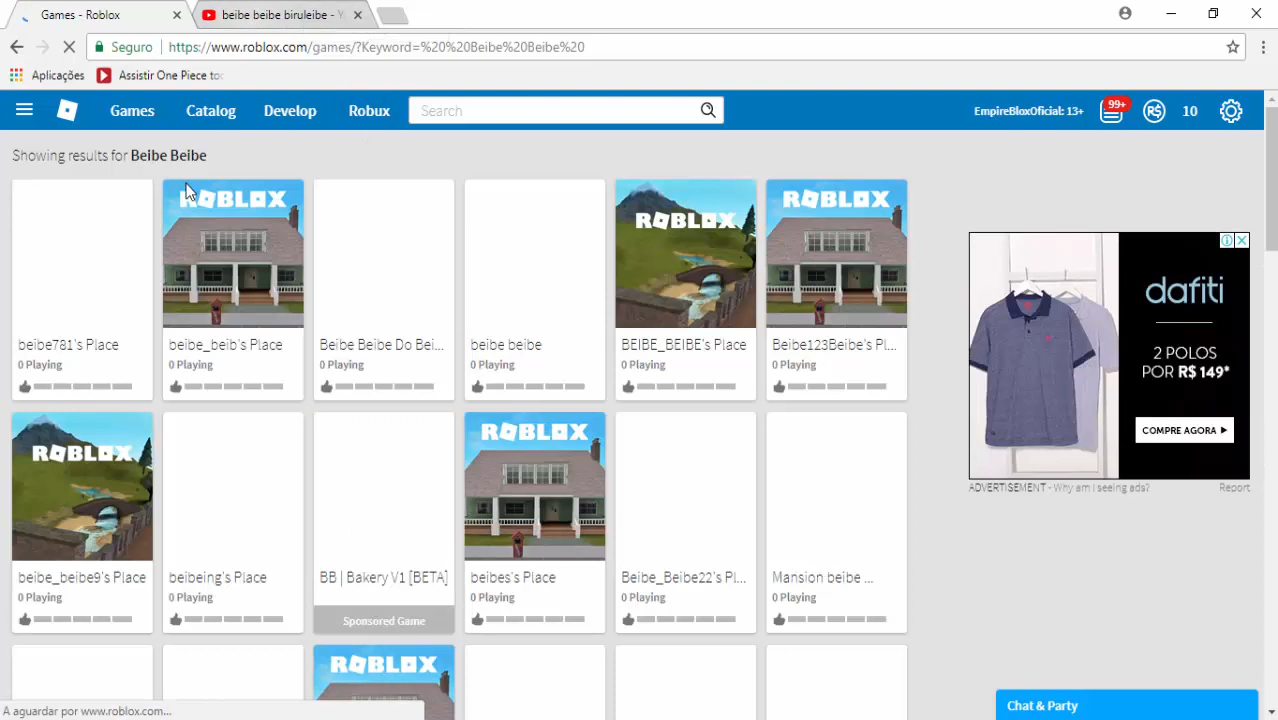 Games - Roblox
beibe beibe biruleibe - Y
Seguro
https://www.roblox.com/games/?Keyword=%20%20Beibe%20Beibe%20
Aplicações
Assistir One Piece to
Games
Catalog
Develop
Robux
Search
EmpireBloxOficial: 13+
99+
R$
10
Showing results for Beibe Beibe
ROBLOX
ROBLOX
ROBLOX
beibe781's Place
beibe_beib's Place
Beibe Beibe Do Bei...
beibe beibe
BEIBE_BEIBE's Place
Beibe123Beibe's Pl...
0 Playing
0 Playing
0 Playing
0 Playing
0 Playing
0 Playing
ROBLOX
ROBLOX
beibe_beibe9's Place
beibeing's Place
BB | Bakery V1 [BETA]
beibes's Place
Beibe_Beibe22's Pl...
Mansion beibe ...
0 Playing
0 Playing
0 Playing
0 Playing
0 Playing
0 Playing
Sponsored Game
ROBLOX
dafiti
2 POLOS
POR R$ 149*
COMPRE AGORA
ADVERTISEMENT - Why am I seeing ads?
Report
A aguardar por www.roblox.com...
Chat & Party